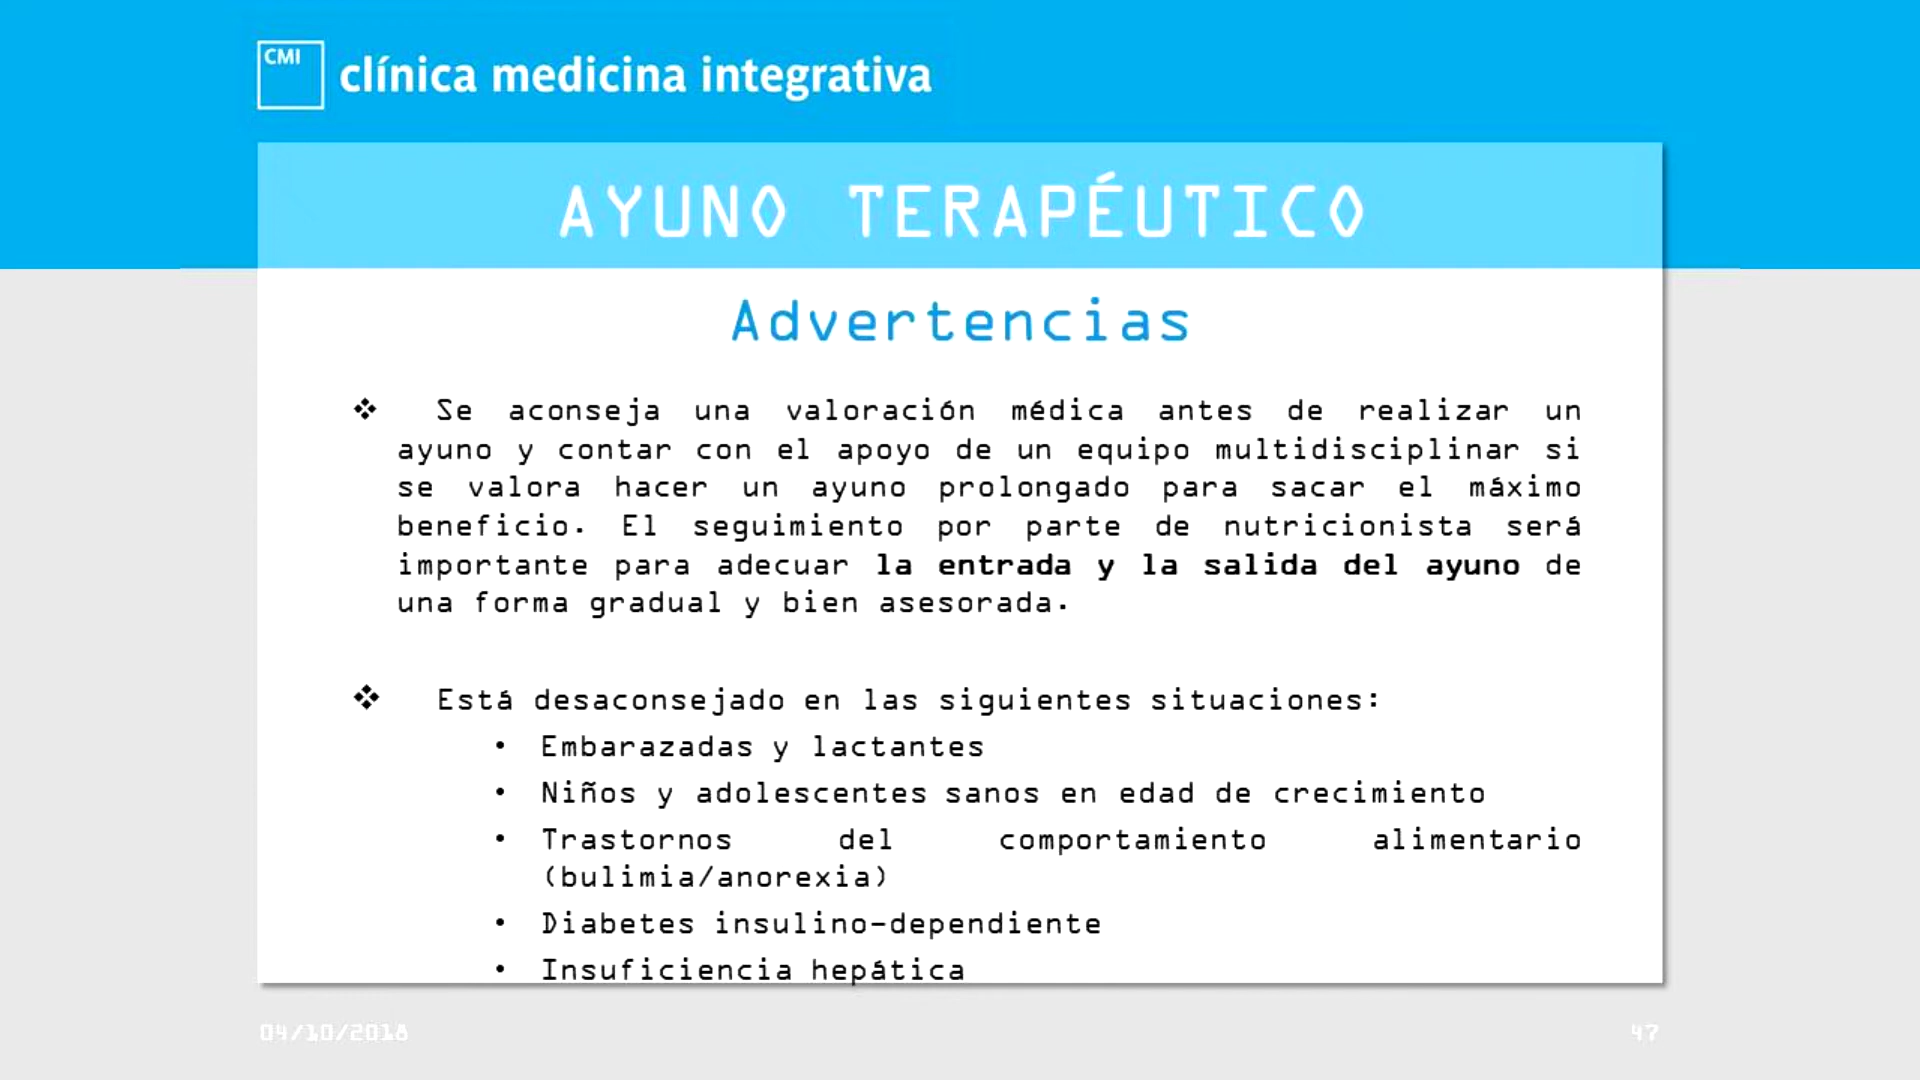 CMI
clínica medicina integrativa
AYUNO TERAPÉUTICO
Advertencias
❖ Se aconseja una valoración médica antes de realizar un
ayuno y contar con el apoyo de un equipo multidisciplinar si
se valora hacer un ayuno prolongado para sacar el máximo
beneficio. El seguimiento por parte de nutricionista será
importante para adecuar la entrada y la salida del ayuno de
una forma gradual y bien asesorada.
❖ Está desaconsejado en las siguientes situaciones:
• Embarazadas y lactantes
• Niños y adolescentes sanos en edad de crecimiento
• Trastornos del comportamiento alimentario
(bulimia/anorexia)
• Diabetes insulino-dependiente
• Insuficiencia hepática
04/10/2018
47